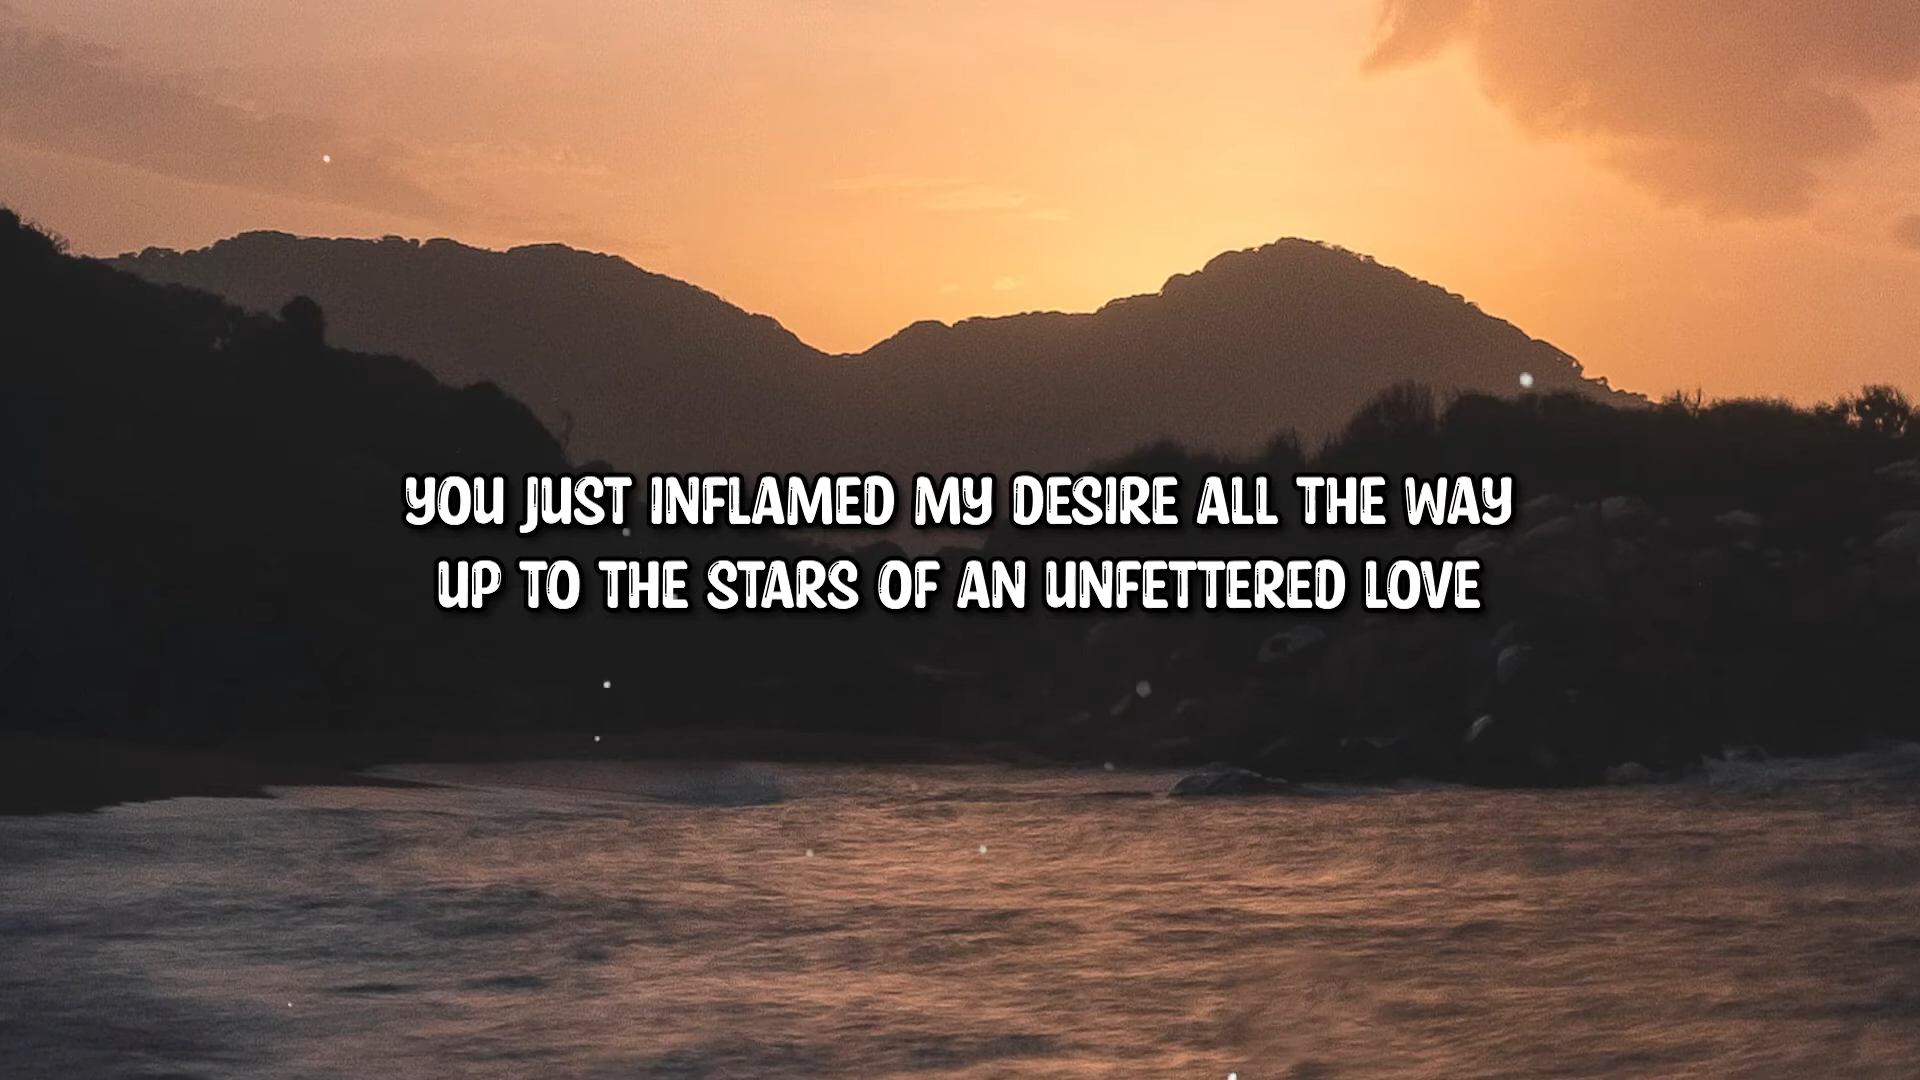 YOU JUST INFLAMED MY DESIRE ALL THE WAY
UP TO THE STARS OF AN UNFETTERED LOVE